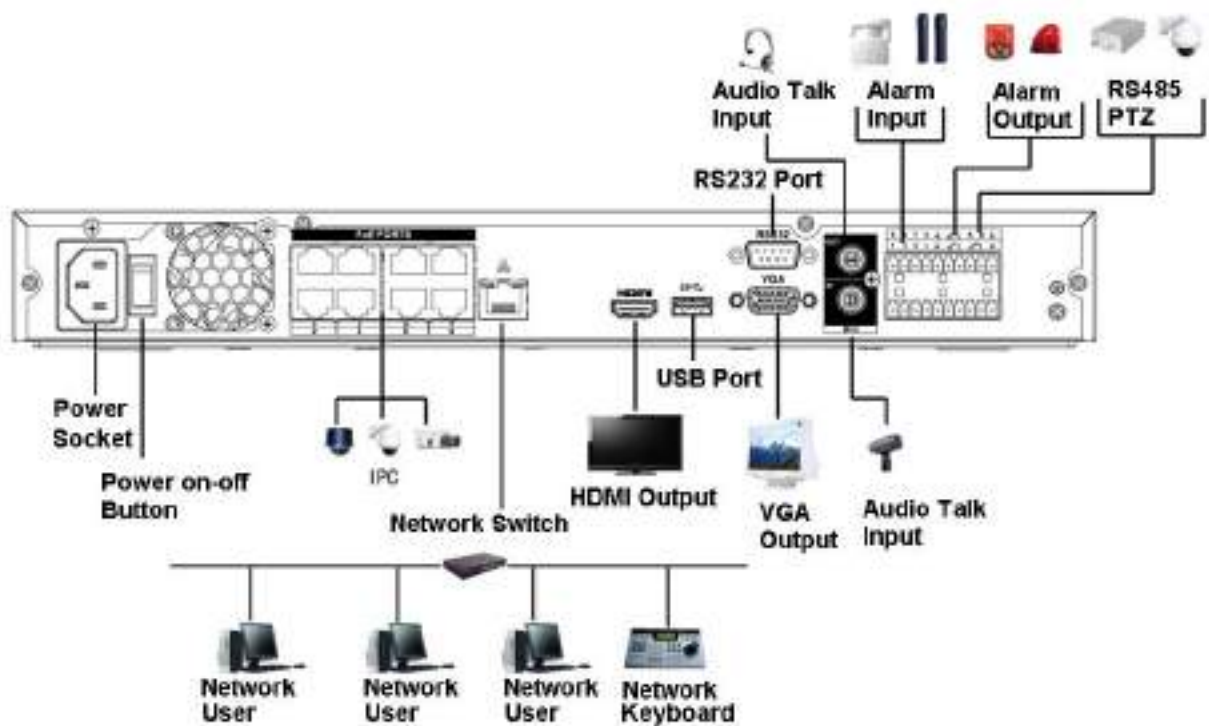 Audio Talk
Input
Alarm
Input
Alarm
Output
RS485
PTZ
RS232 Port
PoE PORTS
RS232
HDMI
VGA
USB Port
Power
Socket
Power on-off
Button
IPC
Network Switch
HDMI Output
VGA
Output
Audio Talk
Input
Network
User
Network
User
Network
User
Network
Keyboard